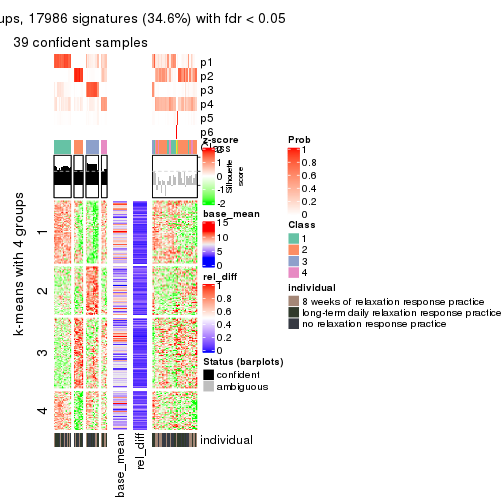 ups, 17986 signatures (34.6%) with fdr < 0.05
39 confident samples
p1
p2
p3
p4
p5
p6
Class
Silhouette
score
k-means with 4 groups
1
2
3
4
individual
base_mean
rel_diff
z-score
2
1
0
-1
-2
base_mean
15
10
5
0
rel_diff
1
0.8
0.6
0.4
0.2
0
Status (barplots)
confident
ambiguous
Prob
1
0.8
0.6
0.4
0.2
0
Class
1
2
3
4
individual
8 weeks of relaxation response practice
long-term daily relaxation response practice
no relaxation response practice